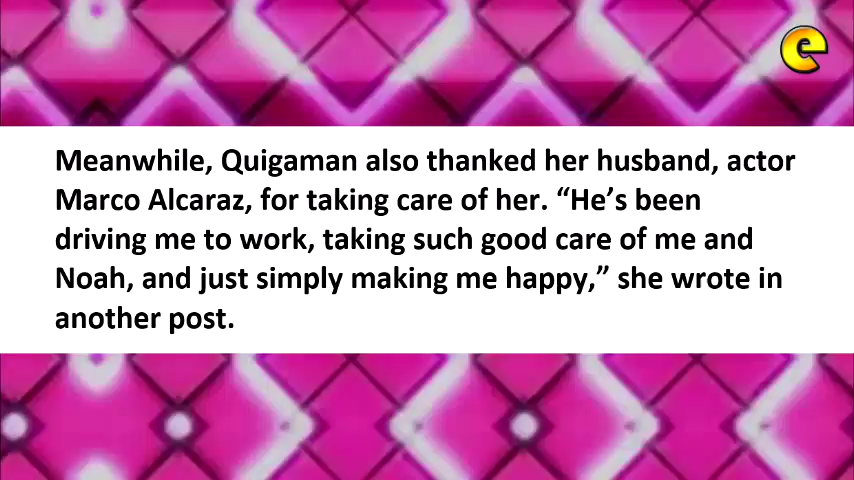 e
Meanwhile, Quigaman also thanked her husband, actor
Marco Alcaraz, for taking care of her. “He’s been
driving me to work, taking such good care of me and
Noah, and just simply making me happy,” she wrote in
another post.